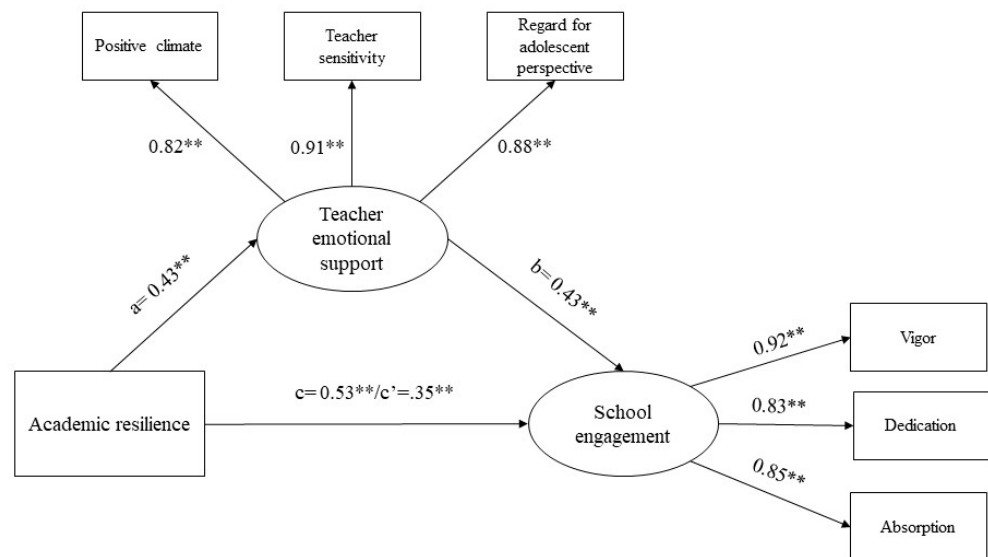 Positive climate
Teacher
sensitivity
Regard for
adolescent
perspective
0.82**
0.91**
0.88**
Teacher
emotional
support
a= 0.43**
b= 0.43**
Academic resilience
c= 0.53**/c’=.35**
School
engagement
0.92**
Vigor
0.83**
Dedication
0.85**
Absorption